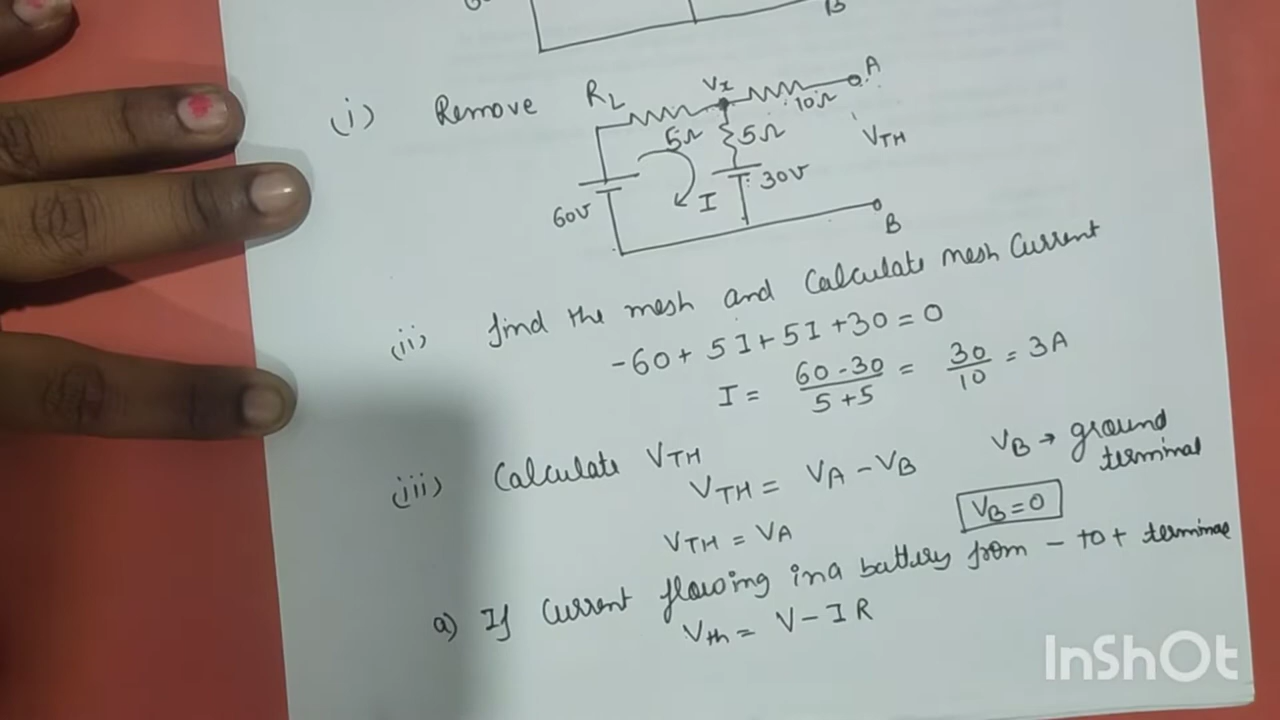 B
(i) Remove RL
Vx
A
10Ω
5Ω
5Ω
VTH
30V
60V
I
B
(ii) find the mesh and Calculate mesh Current
-60 + 5I + 5I + 30 = 0
I = 60-30 / 5+5 = 30 / 10 = 3A
(iii) Calculate VTH
VTH = VA - VB
VB → ground terminal
VB = 0
VTH = VA
a) If Current flowing in a battery from - to + terminal
Vth = V - IR
InShOt